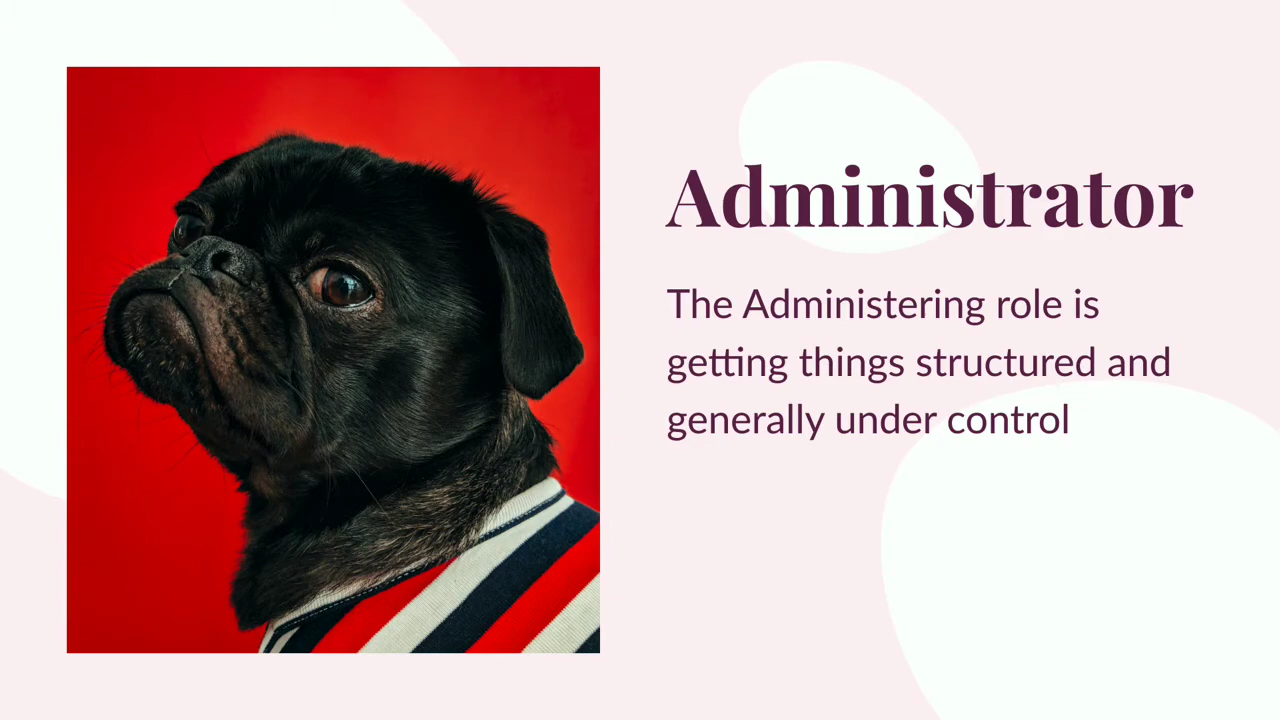 Administrator
The Administering role is
getting things structured and
generally under control